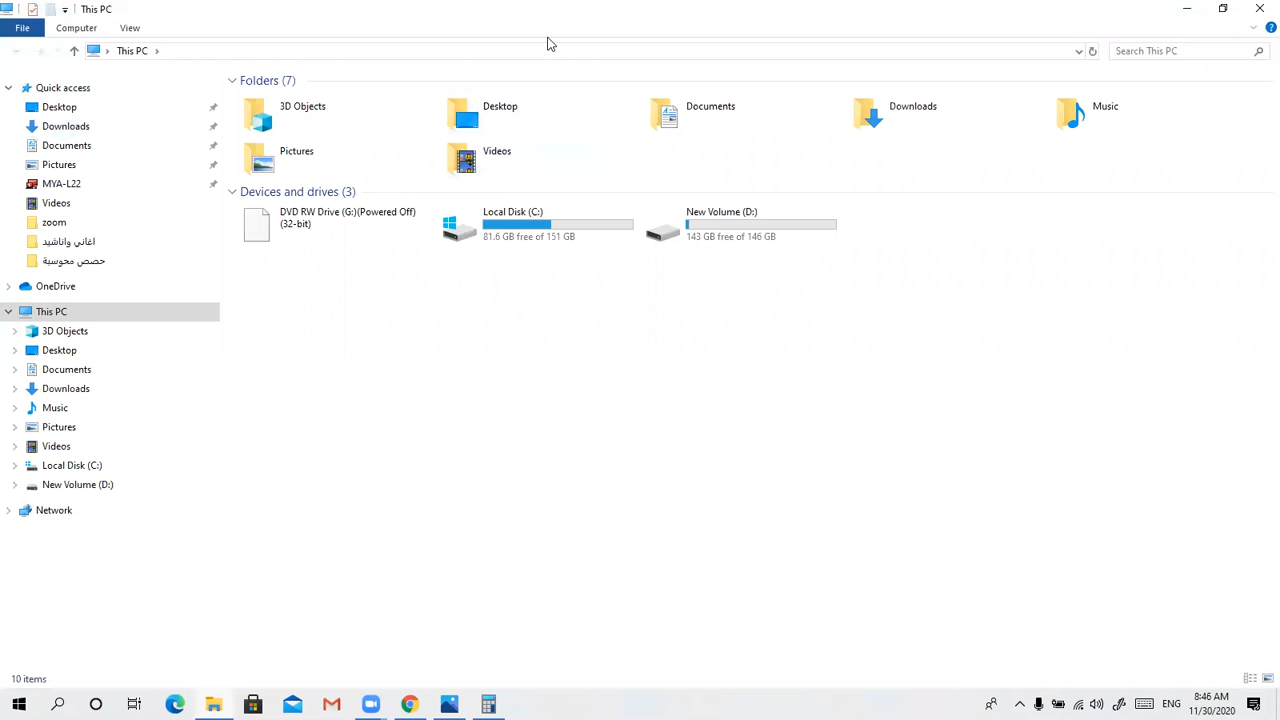 This PC
File
Computer
View
This PC
Search This PC
Quick access
Desktop
Downloads
Documents
Pictures
MYA-L22
Videos
zoom
اغاني واناشيد
حصص محوسبة
OneDrive
This PC
3D Objects
Desktop
Documents
Downloads
Music
Pictures
Videos
Local Disk (C:)
New Volume (D:)
Network
Folders (7)
3D Objects
Desktop
Documents
Downloads
Music
Pictures
Videos
Devices and drives (3)
DVD RW Drive (G:)(Powered Off)
(32-bit)
Local Disk (C:)
81.6 GB free of 151 GB
New Volume (D:)
143 GB free of 146 GB
10 items
ENG
8:46 AM
11/30/2020